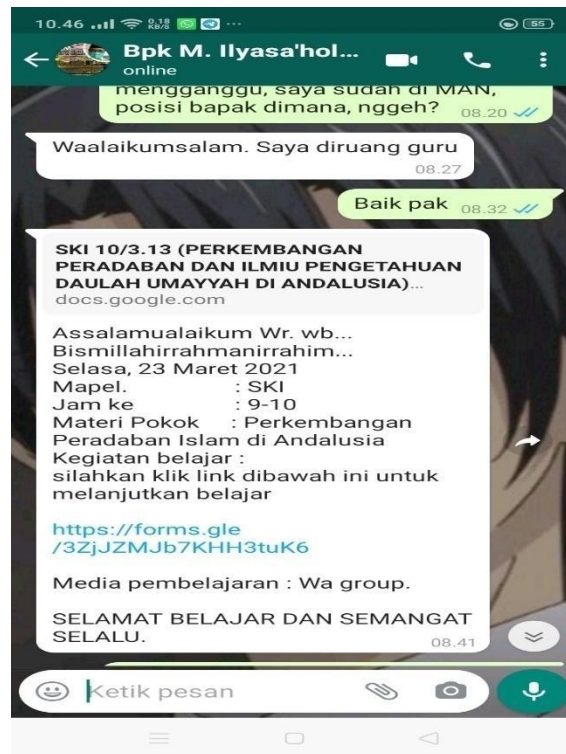 10.46
0,18
KB/S
55
Bpk M. Ilyasa'hol...
online
mengganggu, saya sudah di MAN,
posisi bapak dimana, nggeh? 08.20
Waalaikumsalam. Saya diruang guru
08.27
Baik pak 08.32
SKI 10/3.13 (PERKEMBANGAN
PERADABAN DAN ILMIU PENGETAHUAN
DAULAH UMAYYAH DI ANDALUSIA)...
docs.google.com
Assalamualaikum Wr. wb...
Bismillahirrahmanirrahim...
Selasa, 23 Maret 2021
Mapel. : SKI
Jam ke : 9-10
Materi Pokok : Perkembangan
Peradaban Islam di Andalusia
Kegiatan belajar :
silahkan klik link dibawah ini untuk
melanjutkan belajar
https://forms.gle
/3ZjJZMJb7KHH3tuK6
Media pembelajaran : Wa group.
SELAMAT BELAJAR DAN SEMANGAT
SELALU.
08.41
Ketik pesan